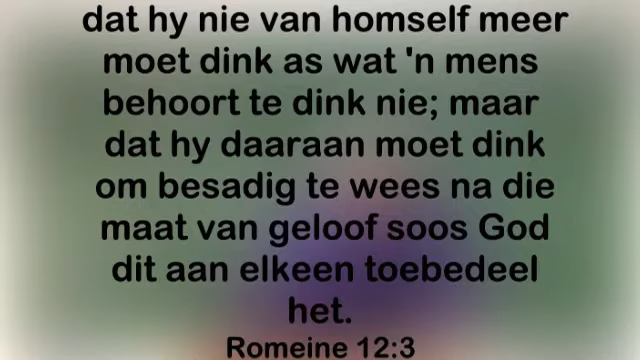 dat hy nie van homself meer
moet dink as wat 'n mens
behoort te dink nie; maar
dat hy daaraan moet dink
om besadig te wees na die
maat van geloof soos God
dit aan elkeen toebedeel
het.
Romeine 12:3